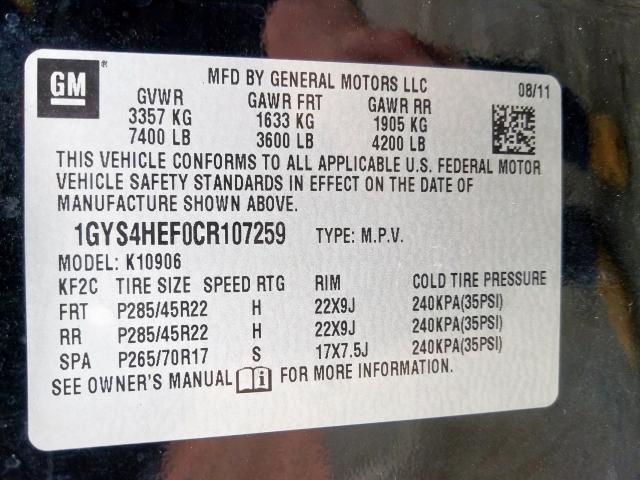 GM®
MFD BY GENERAL MOTORS LLC
08/11
GVWR GAWR FRT GAWR RR
3357 KG 1633 KG 1905 KG
7400 LB 3600 LB 4200 LB
THIS VEHICLE CONFORMS TO ALL APPLICABLE U.S. FEDERAL MOTOR
VEHICLE SAFETY STANDARDS IN EFFECT ON THE DATE OF
MANUFACTURE SHOWN ABOVE.
1GYS4HEF0CR107259 TYPE: M.P.V.
MODEL: K10906
KF2C TIRE SIZE SPEED RTG RIM COLD TIRE PRESSURE
FRT P285/45R22 H 22X9J 240KPA(35PSI)
RR P285/45R22 H 22X9J 240KPA(35PSI)
SPA P265/70R17 S 17X7.5J 240KPA(35PSI)
SEE OWNER'S MANUAL i FOR MORE INFORMATION.